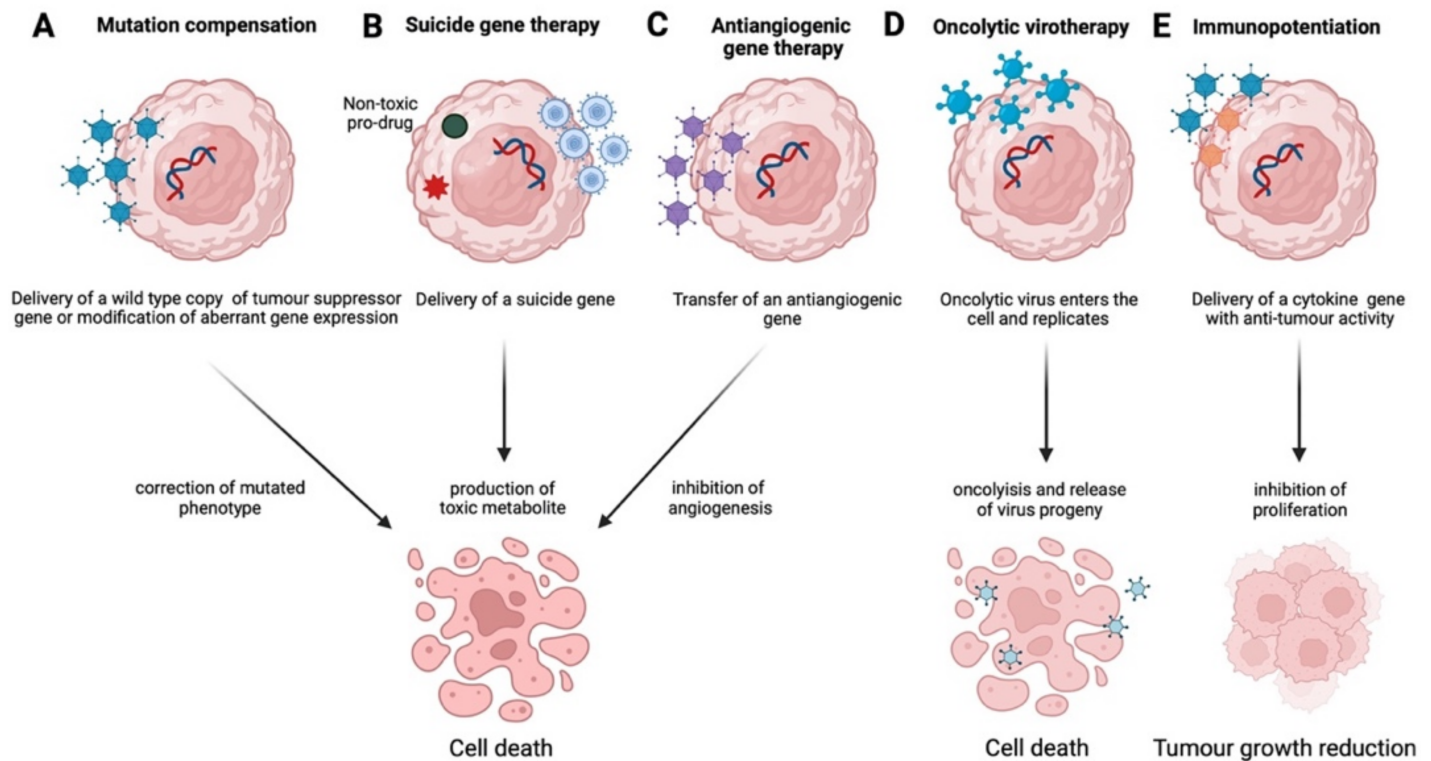 A Mutation compensation
Delivery of a wild type copy of tumour suppressor
gene or modification of aberrant gene expression
correction of mutated
phenotype
B Suicide gene therapy
Non-toxic
pro-drug
Delivery of a suicide gene
production of
toxic metabolite
C Antiangiogenic
gene therapy
Transfer of an antiangiogenic
gene
inhibition of
angiogenesis
Cell death
D Oncolytic virotherapy
Oncolytic virus enters the
cell and replicates
oncolyisis and release
of virus progeny
Cell death
E Immunopotentiation
Delivery of a cytokine gene
with anti-tumour activity
inhibition of
proliferation
Tumour growth reduction